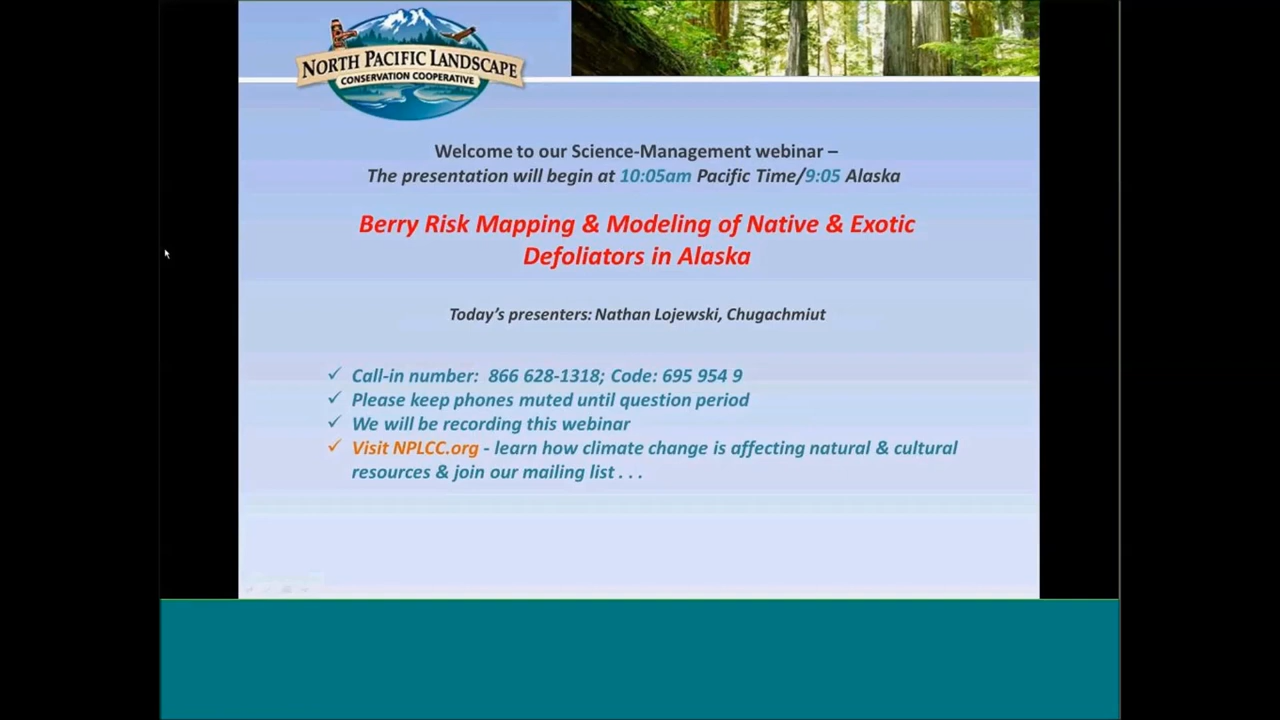 NORTH PACIFIC LANDSCAPE
CONSERVATION COOPERATIVE
Welcome to our Science-Management webinar –
The presentation will begin at 10:05am Pacific Time/9:05 Alaska
Berry Risk Mapping & Modeling of Native & Exotic
Defoliators in Alaska
Today's presenters: Nathan Lojewski, Chugachmiut
✓ Call-in number:  866 628-1318; Code: 695 954 9
✓ Please keep phones muted until question period
✓ We will be recording this webinar
✓ Visit NPLCC.org - learn how climate change is affecting natural & cultural
resources & join our mailing list . . .